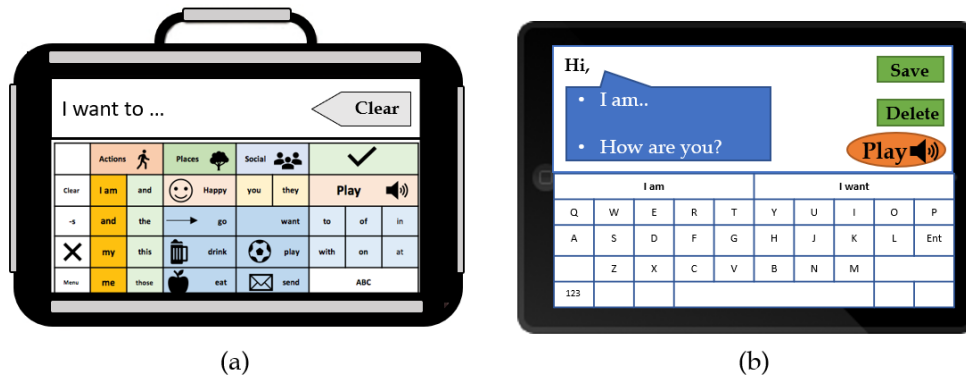 I want to ...
Clear
Actions Places Social
Clear I am and Happy you they Play
-s and the go want to of in
my this drink play with on at
Menu me those eat send ABC
(a)
Hi,
• I am..
• How are you?
Save
Delete
Play
I am I want
Q W E R T Y U I O P
A S D F G H J K L Ent
Z X C V B N M
123
(b)